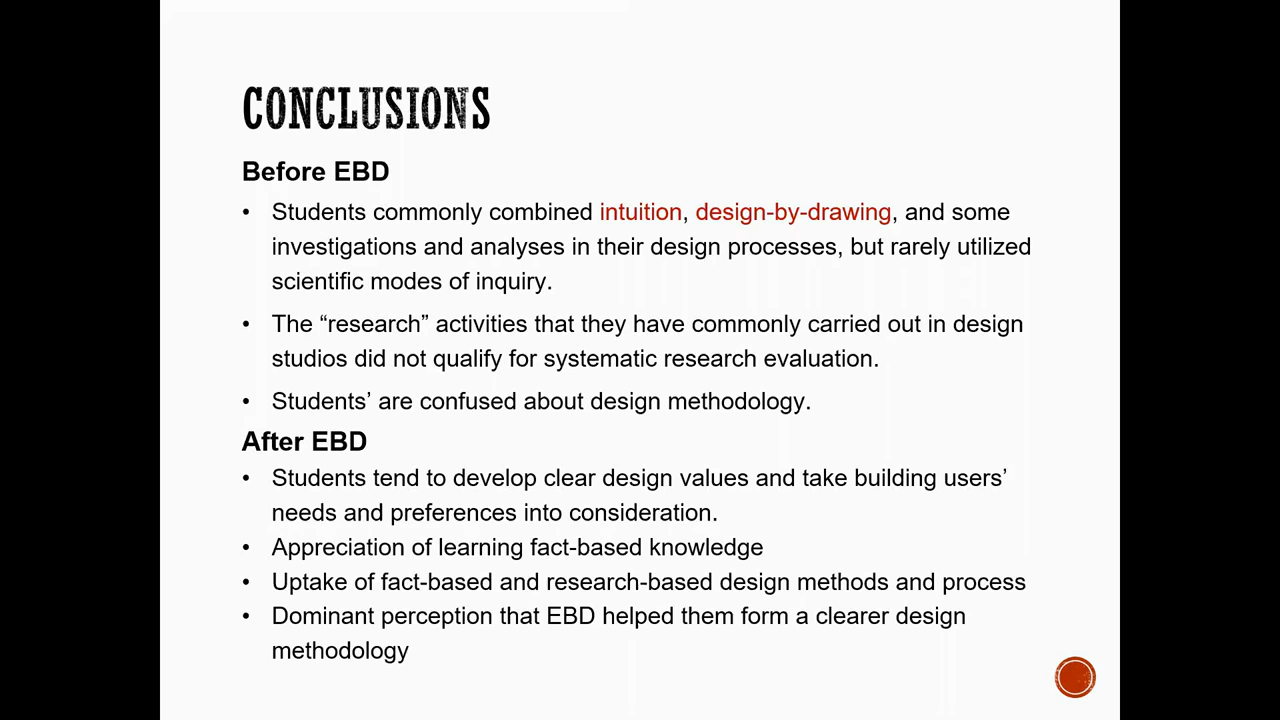 CONCLUSIONS
Before EBD
• Students commonly combined intuition, design-by-drawing, and some
investigations and analyses in their design processes, but rarely utilized
scientific modes of inquiry.
• The “research” activities that they have commonly carried out in design
studios did not qualify for systematic research evaluation.
• Students’ are confused about design methodology.
After EBD
• Students tend to develop clear design values and take building users’
needs and preferences into consideration.
• Appreciation of learning fact-based knowledge
• Uptake of fact-based and research-based design methods and process
• Dominant perception that EBD helped them form a clearer design
methodology